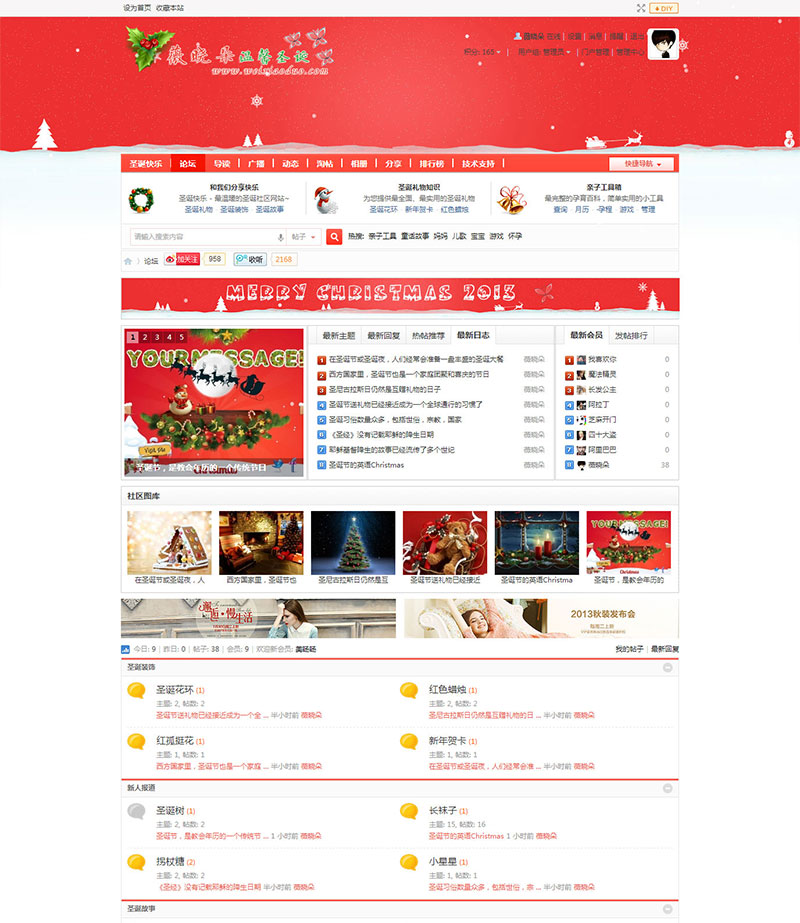 设为首页 收藏本站
DIY
薇晓朵温馨圣诞
www.weixiaoduo.com
薇晓朵 在线 | 设置 | 消息 | 提醒 | 退出
积分: 165 | 用户组: 管理员 | 门户管理 | 管理中心
圣诞快乐 论坛 导读 广播 动态 淘帖 相册 分享 排行榜 技术支持 快捷导航
和我们分享快乐
圣诞快乐、最温暖的圣诞社区网站~
圣诞礼物 圣诞装饰 圣诞故事
圣诞礼物知识
为您提供最全面、最实用的圣诞礼物
圣诞花环 新年贺卡 红色蜡烛
亲子工具箱
最完整的孕育百科，简单实用的小工具
查询 · 月历 · 孕程 游戏 · 管理
请输入搜索内容 帖子 热搜: 亲子工具 童话故事 妈妈 儿歌 宝宝 游戏 怀孕
论坛 加关注 958 收听 2168
MERRY CHRISTMAS 2013
1 2 3 4 5
YOUR MESSAGE!
Visit Me
Christmas
圣诞节，是教会年历的一个传统节日
最新主题 最新回复 热帖推荐 最新日志
1 在圣诞节或圣诞夜，人们经常会准备一桌丰盛的圣诞大餐 薇晓朵
2 西方国家里，圣诞节也是一个家庭团聚和喜庆的节日 薇晓朵
3 圣尼古拉斯日仍然是互赠礼物的日子 薇晓朵
4 圣诞节送礼物已经接近成为一个全球通行的习惯了 薇晓朵
5 圣诞习俗数量众多，包括世俗，宗教，国家 薇晓朵
6 《圣经》没有记载耶稣的降生日期 薇晓朵
7 耶稣基督降生的故事已经流传了多个世纪 薇晓朵
8 圣诞节的英语Christmas 薇晓朵
最新会员 发帖排行
1 我喜欢你 0
2 魔法精灵 0
3 长发公主 0
4 阿拉丁 0
5 芝麻开门 0
6 四十大盗 0
7 阿里巴巴 0
8 薇晓朵 38
社区图库
YOUR MESSAGE!
Christmas
在圣诞节或圣诞夜，人 西方国家里，圣诞节也 圣尼古拉斯日仍然是互 圣诞节送礼物已经接近 圣诞节的英语Christma 圣诞节，是教会年历的
邂逅·慢生活
2013秋装发布会
今日: 9 | 昨日: 0 | 帖子: 38 | 会员: 9 | 欢迎新会员: 美砀砀 我的帖子 | 最新回复
圣诞装饰
圣诞花环 (1)
主题: 2, 帖数: 2
圣诞节送礼物已经接近成为一个全 ... 半小时前 薇晓朵
红色蜡烛 (1)
主题: 2, 帖数: 2
圣尼古拉斯日仍然是互赠礼物的日 ... 半小时前 薇晓朵
红孤挺花 (1)
主题: 1, 帖数: 1
西方国家里，圣诞节也是一个家庭 ... 半小时前 薇晓朵
新年贺卡 (1)
主题: 1, 帖数: 1
在圣诞节或圣诞夜，人们经常会准 ... 半小时前 薇晓朵
新人报道
圣诞树 (1)
主题: 2, 帖数: 2
圣诞节，是教会年历的一个传统节 ... 1 小时前 薇晓朵
长袜子 (1)
主题: 15, 帖数: 16
圣诞节的英语Christmas 1 小时前 薇晓朵
拐杖糖 (2)
主题: 2, 帖数: 2
《圣经》没有记载耶稣的降生日期 半小时前 薇晓朵
小星星 (1)
主题: 1, 帖数: 1
圣诞习俗数量众多，包括世俗，宗 ... 半小时前 薇晓朵
圣诞故事